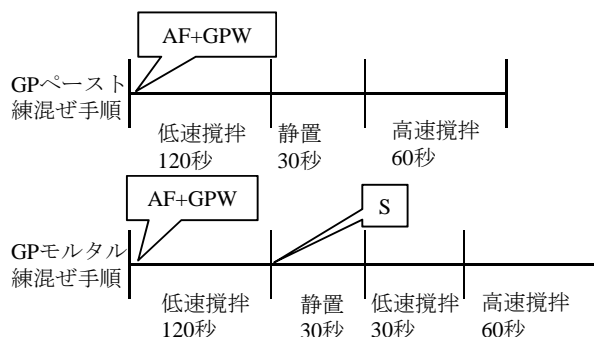 AF+GPW
GPペースト
練混ぜ手順
低速撹拌
120秒
静置
30秒
高速撹拌
60秒
AF+GPW
S
GPモルタル
練混ぜ手順
低速撹拌
120秒
静置
30秒
低速撹拌
30秒
高速撹拌
60秒